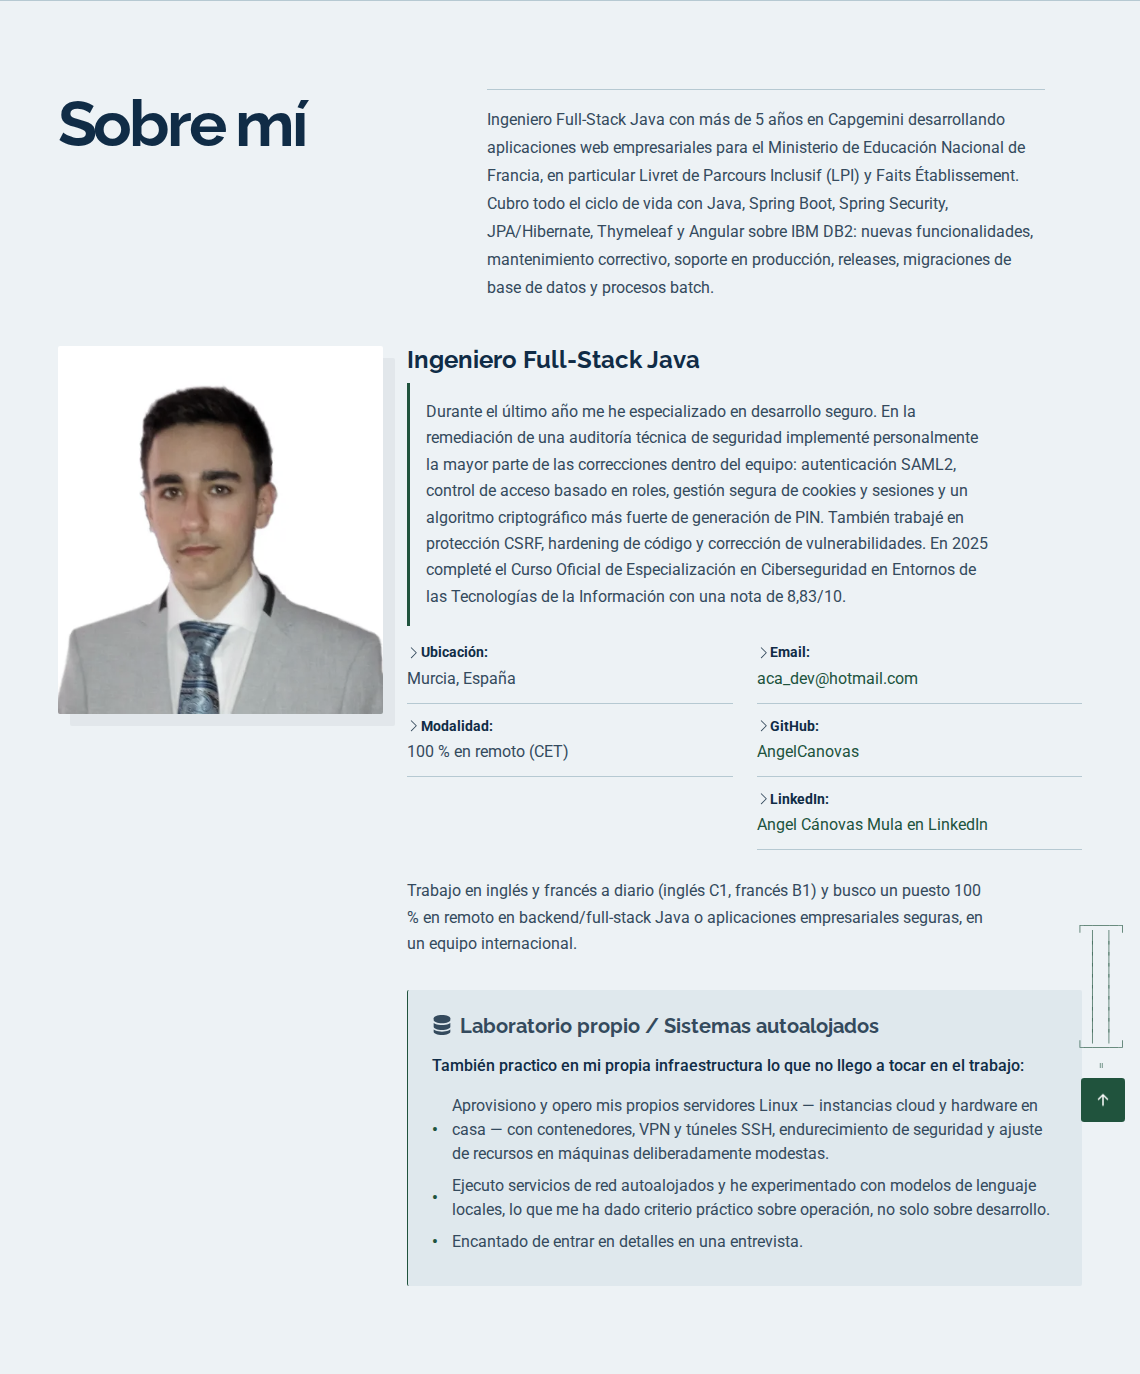 Sobre mí
Ingeniero Full-Stack Java con más de 5 años en Capgemini desarrollando
aplicaciones web empresariales para el Ministerio de Educación Nacional de
Francia, en particular Livret de Parcours Inclusif (LPI) y Faits Établissement.
Cubro todo el ciclo de vida con Java, Spring Boot, Spring Security,
JPA/Hibernate, Thymeleaf y Angular sobre IBM DB2: nuevas funcionalidades,
mantenimiento correctivo, soporte en producción, releases, migraciones de
base de datos y procesos batch.
Ingeniero Full-Stack Java
Durante el último año me he especializado en desarrollo seguro. En la
remediación de una auditoría técnica de seguridad implementé personalmente
la mayor parte de las correcciones dentro del equipo: autenticación SAML2,
control de acceso basado en roles, gestión segura de cookies y sesiones y un
algoritmo criptográfico más fuerte de generación de PIN. También trabajé en
protección CSRF, hardening de código y corrección de vulnerabilidades. En 2025
completé el Curso Oficial de Especialización en Ciberseguridad en Entornos de
las Tecnologías de la Información con una nota de 8,83/10.
Ubicación:
Murcia, España
Modalidad:
100 % en remoto (CET)
Email:
aca_dev@hotmail.com
GitHub:
AngelCanovas
LinkedIn:
Angel Cánovas Mula en LinkedIn
Trabajo en inglés y francés a diario (inglés C1, francés B1) y busco un puesto 100
% en remoto en backend/full-stack Java o aplicaciones empresariales seguras, en
un equipo internacional.
Laboratorio propio / Sistemas autoalojados
También practico en mi propia infraestructura lo que no llego a tocar en el trabajo:
Aprovisiono y opero mis propios servidores Linux — instancias cloud y hardware en
• casa — con contenedores, VPN y túneles SSH, endurecimiento de seguridad y ajuste
de recursos en máquinas deliberadamente modestas.
• Ejecuto servicios de red autoalojados y he experimentado con modelos de lenguaje
locales, lo que me ha dado criterio práctico sobre operación, no solo sobre desarrollo.
• Encantado de entrar en detalles en una entrevista.